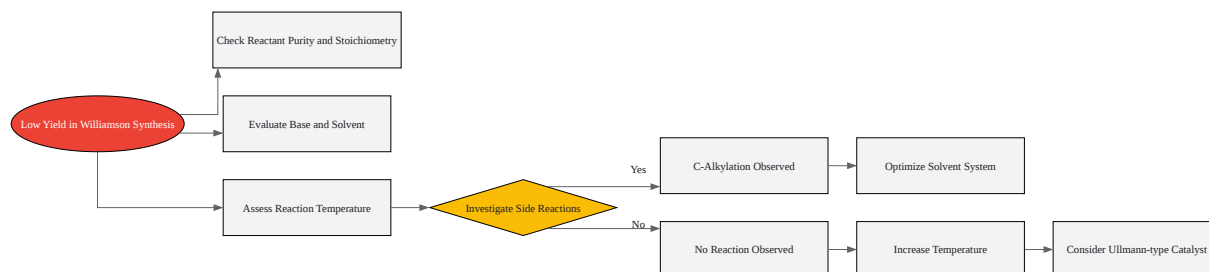 Check Reactant Purity and Stoichiometry
Low Yield in Williamson Synthesis
Evaluate Base and Solvent
Yes
C-Alkylation Observed
Optimize Solvent System
Assess Reaction Temperature
Investigate Side Reactions
No
No Reaction Observed
Increase Temperature
Consider Ullmann-type Catalyst